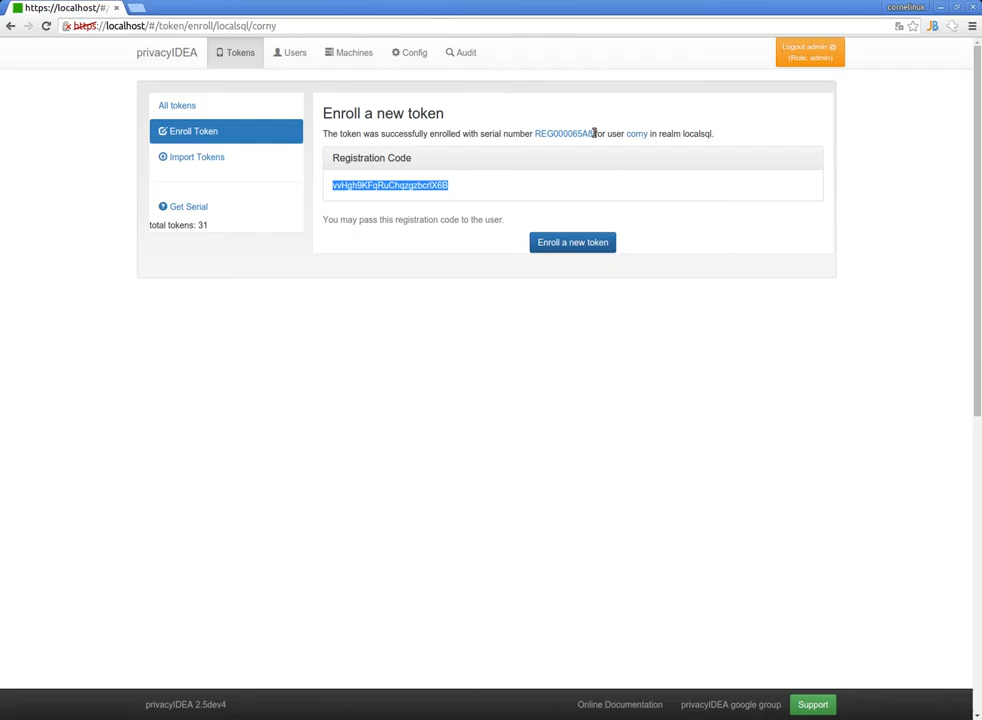 https://localhost/#/
cornelinux
https://localhost/#/token/enroll/localsql/corny
privacyIDEA
Tokens
Users
Machines
Config
Audit
Logout admin @
(Role: admin)
All tokens
Enroll Token
Import Tokens
Get Serial
total tokens: 31
Enroll a new token
The token was successfully enrolled with serial number for user corny in realm localsql.
Registration Code
You may pass this registration code to the user.
Enroll a new token
privacyIDEA 2.5dev4
Online Documentation
privacyIDEA google group
Support